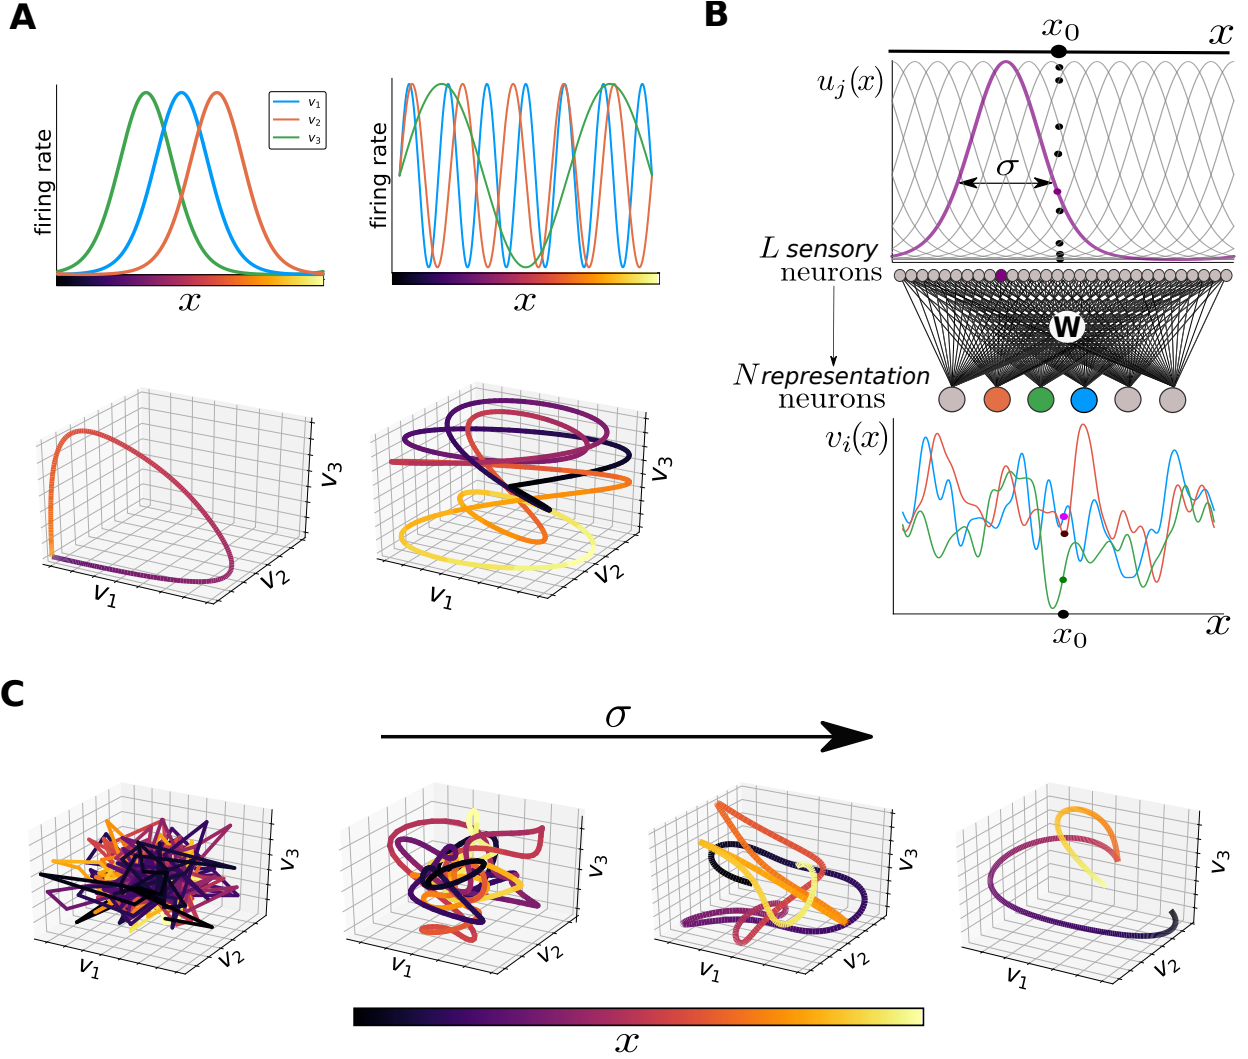 A
firing rate
v₁
v₂
v₃
x
firing rate
x
v₁
v₂
v₃
v₁
v₂
v₃
B
x₀
x
uⱼ(x)
σ
L sensory
neurons
W
N representation
neurons
vᵢ(x)
x₀
x
C
σ
v₁
v₂
v₃
v₁
v₂
v₃
v₁
v₂
v₃
v₁
v₂
v₃
x